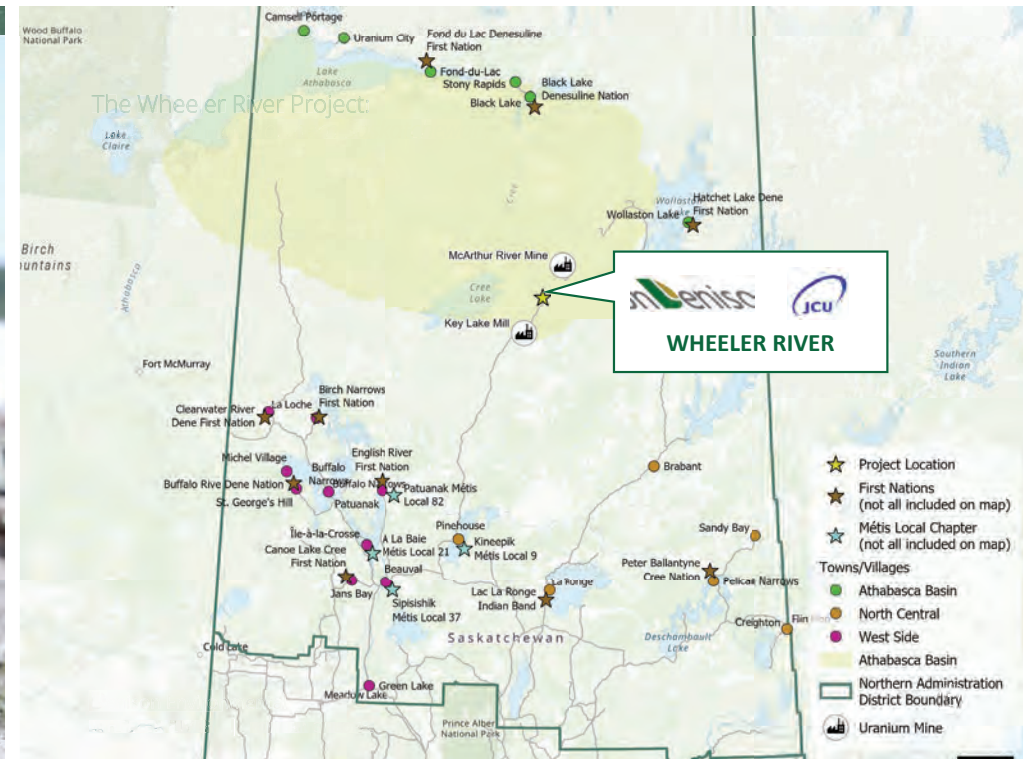 Wood Buffalo
National Park
Camsell Portage
Uranium City
Fond du Lac Denesuline
First Nation
Lake
Athabasca
Fond-du-Lac
Stony Rapids
Black Lake
Denesuline Nation
Black Lake
The Whee er River Project:
Lake
Claire
Cree
Wollaston
Hatchet Lake Dene
First Nation
Wollaston Lake
Birch
untains
Athabasca
McArthur River Mine
Cree
Lake
Key Lake Mill
JCU
WHEELER RIVER
Southern
Indian
Lake
Fort McMurray
Birch Narrows
First Nation
La Loche
Clearwater River
Dene First Nation
Michel Village
English River
First Nation
Buffalo
Narrows
Buffalo Narrows
Buffalo Rive Dene Nation
St. George's Hill
Patuanak
Patuanak Métis
Local 82
Brabant
Île-à-la-Crosse
A La Baie
Métis Local 21
Pinehouse
Kineepik
Métis Local 9
Sandy Bay
Canoe Lake Cree
First Nation
Beauval
Jans Bay
Sipisishik
Métis Local 37
Lac La Ronge
Indian Band
La Ronge
Peter Ballantyne
Cree Nation
Pelican Narrows
Creighton
Flin
Saskatchewan
Deschambault
Lake
Cold Lake
Green Lake
Meadow Lake
Prince Alber
National Park
Project Location
First Nations
(not all included on map)
Métis Local Chapter
(not all included on map)
Towns/Villages
Athabasca Basin
North Central
West Side
Athabasca Basin
Northern Administration
District Boundary
Uranium Mine